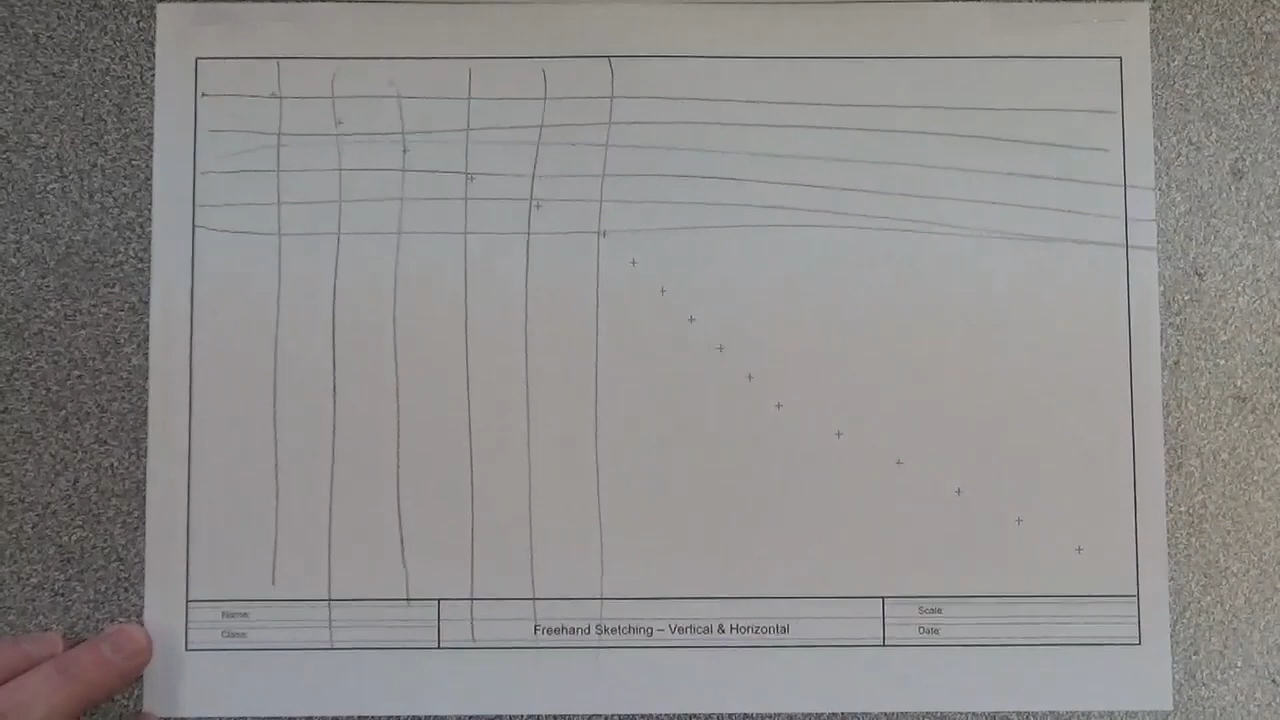 Name:
Class:
Freehand Sketching – Vertical & Horizontal
Scale:
Date: